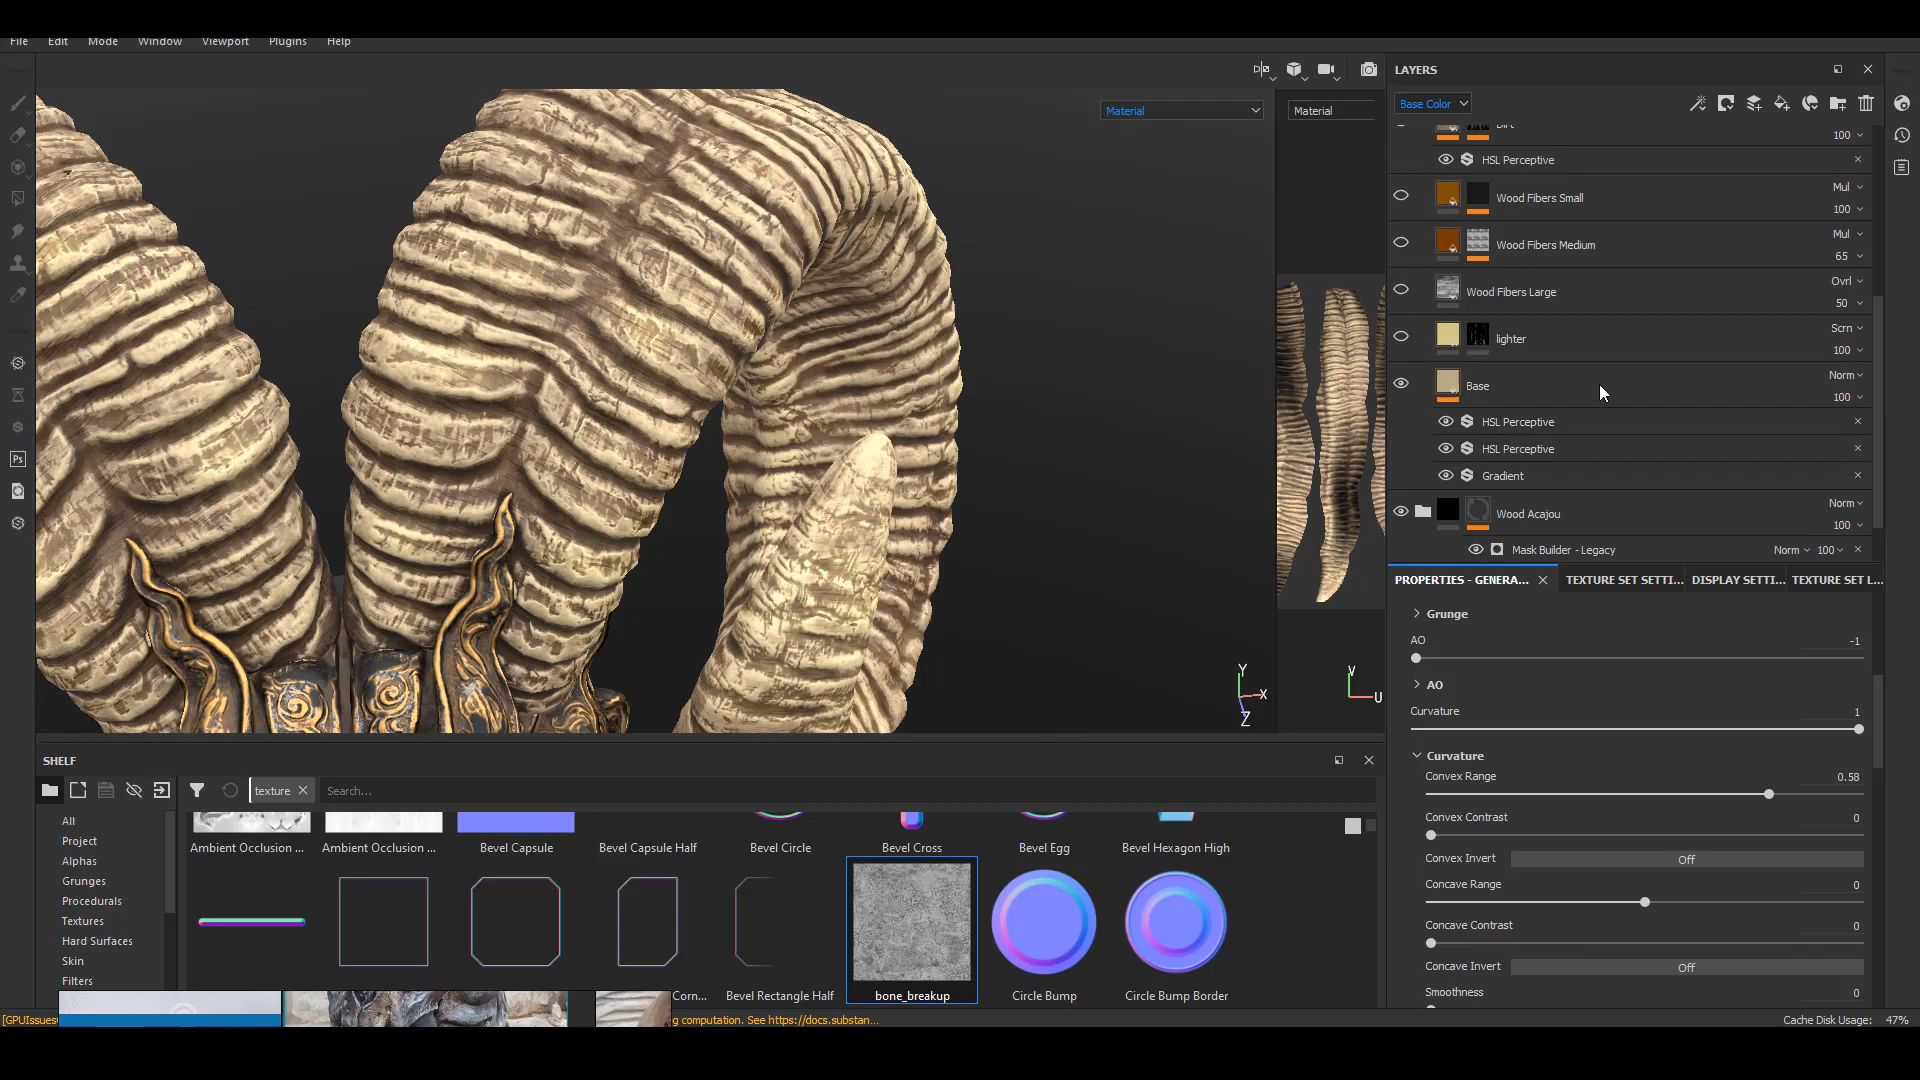 File Edit Mode Window Viewport Plugins Help
Material
Material
LAYERS
Base Color
Dirt
100
HSL Perceptive
Wood Fibers Small
Mul
100
Wood Fibers Medium
Mul
65
Wood Fibers Large
Ovrl
50
lighter
Scrn
100
Base
Norm
100
HSL Perceptive
HSL Perceptive
Gradient
Wood Acajou
Norm
100
Mask Builder - Legacy Norm 100
PROPERTIES - GENERA... TEXTURE SET SETTI... DISPLAY SETTI... TEXTURE SET L...
Grunge
AO -1
AO
Curvature 1
Curvature
Convex Range 0.58
Convex Contrast 0
Convex Invert Off
Concave Range 0
Concave Contrast 0
Concave Invert Off
Smoothness 0
Y
X
Z
V
U
Ps
SHELF
texture Search...
All
Project
Alphas
Grunges
Procedurals
Textures
Hard Surfaces
Skin
Filters
Ambient Occlusion ... Ambient Occlusion ... Bevel Capsule Bevel Capsule Half Bevel Circle Bevel Cross Bevel Egg Bevel Hexagon High
Corn... Bevel Rectangle Half bone_breakup Circle Bump Circle Bump Border
[GPUIssues
g computation. See https://docs.substan...
Cache Disk Usage: 47%